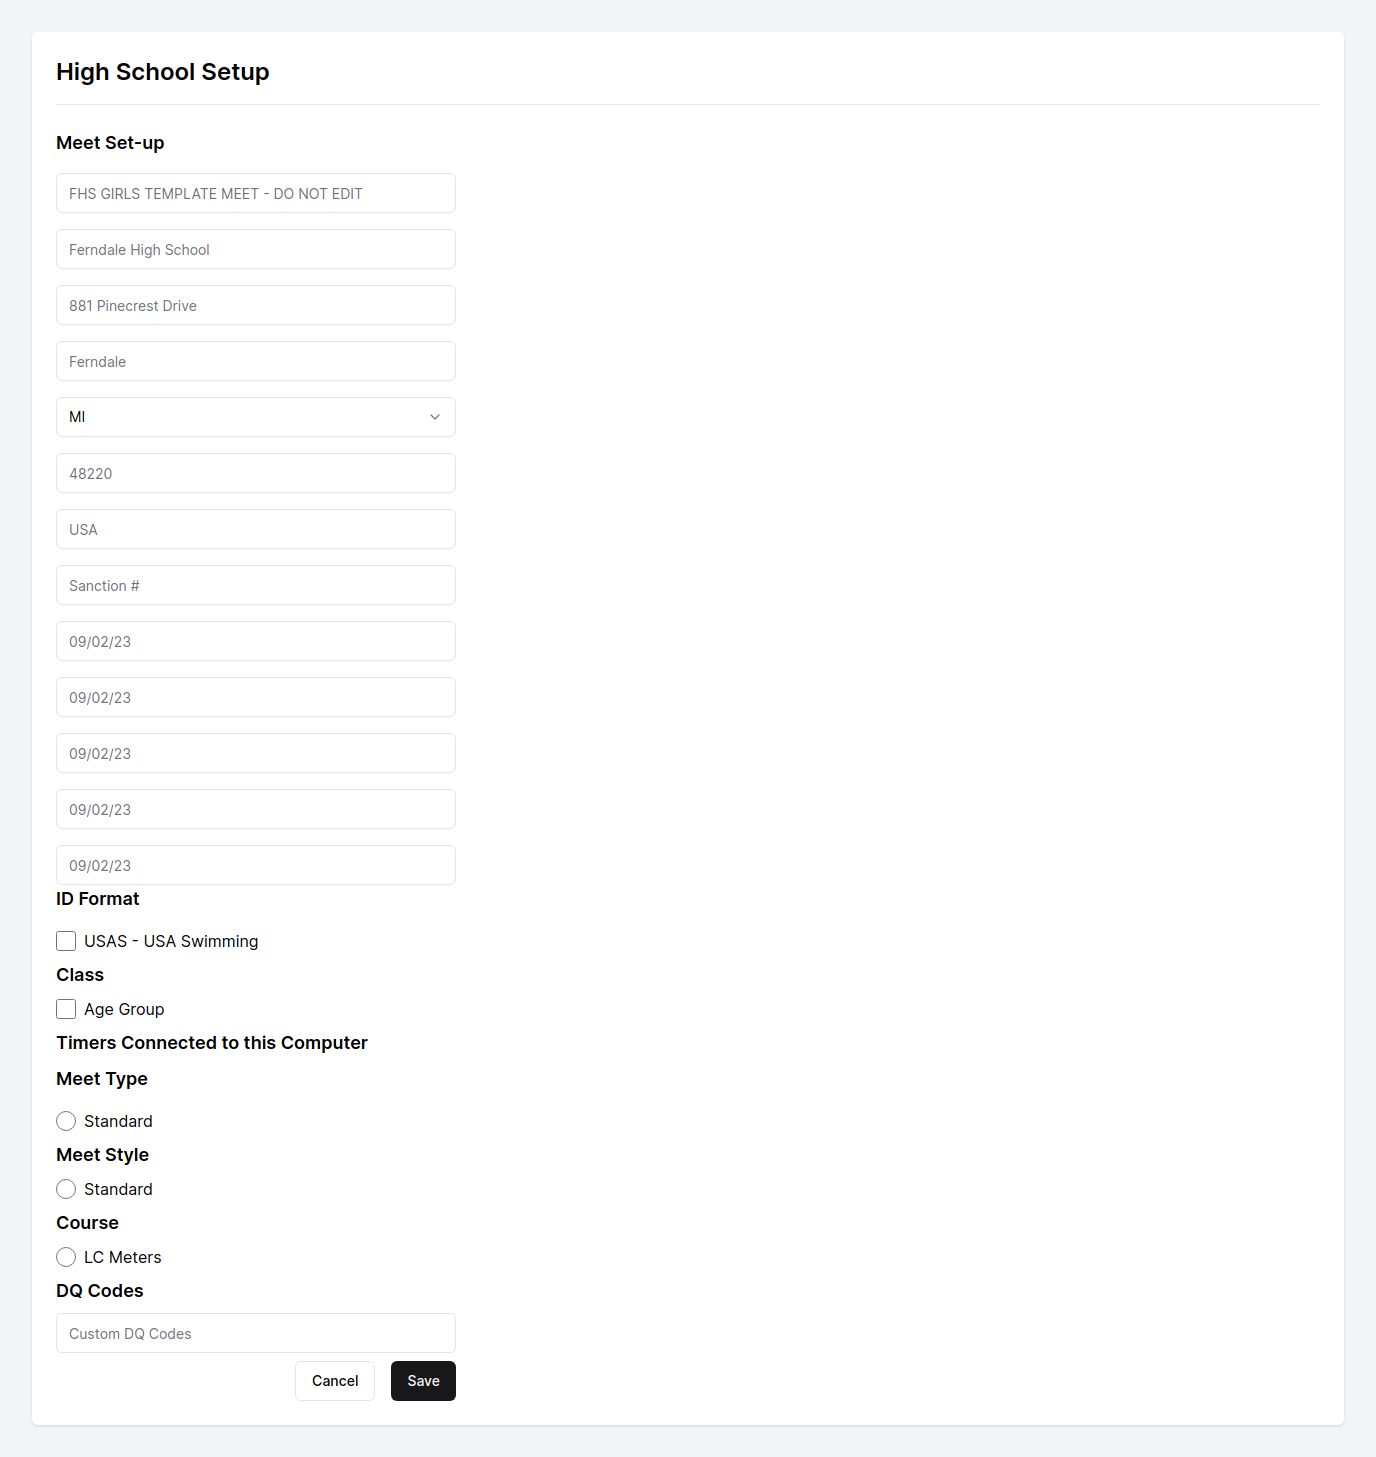 High School Setup
Meet Set-up
FHS GIRLS TEMPLATE MEET - DO NOT EDIT
Ferndale High School
881 Pinecrest Drive
Ferndale
MI
48220
USA
Sanction #
09/02/23
09/02/23
09/02/23
09/02/23
09/02/23
ID Format
USAS - USA Swimming
Class
Age Group
Timers Connected to this Computer
Meet Type
Standard
Meet Style
Standard
Course
LC Meters
DQ Codes
Custom DQ Codes
Cancel Save